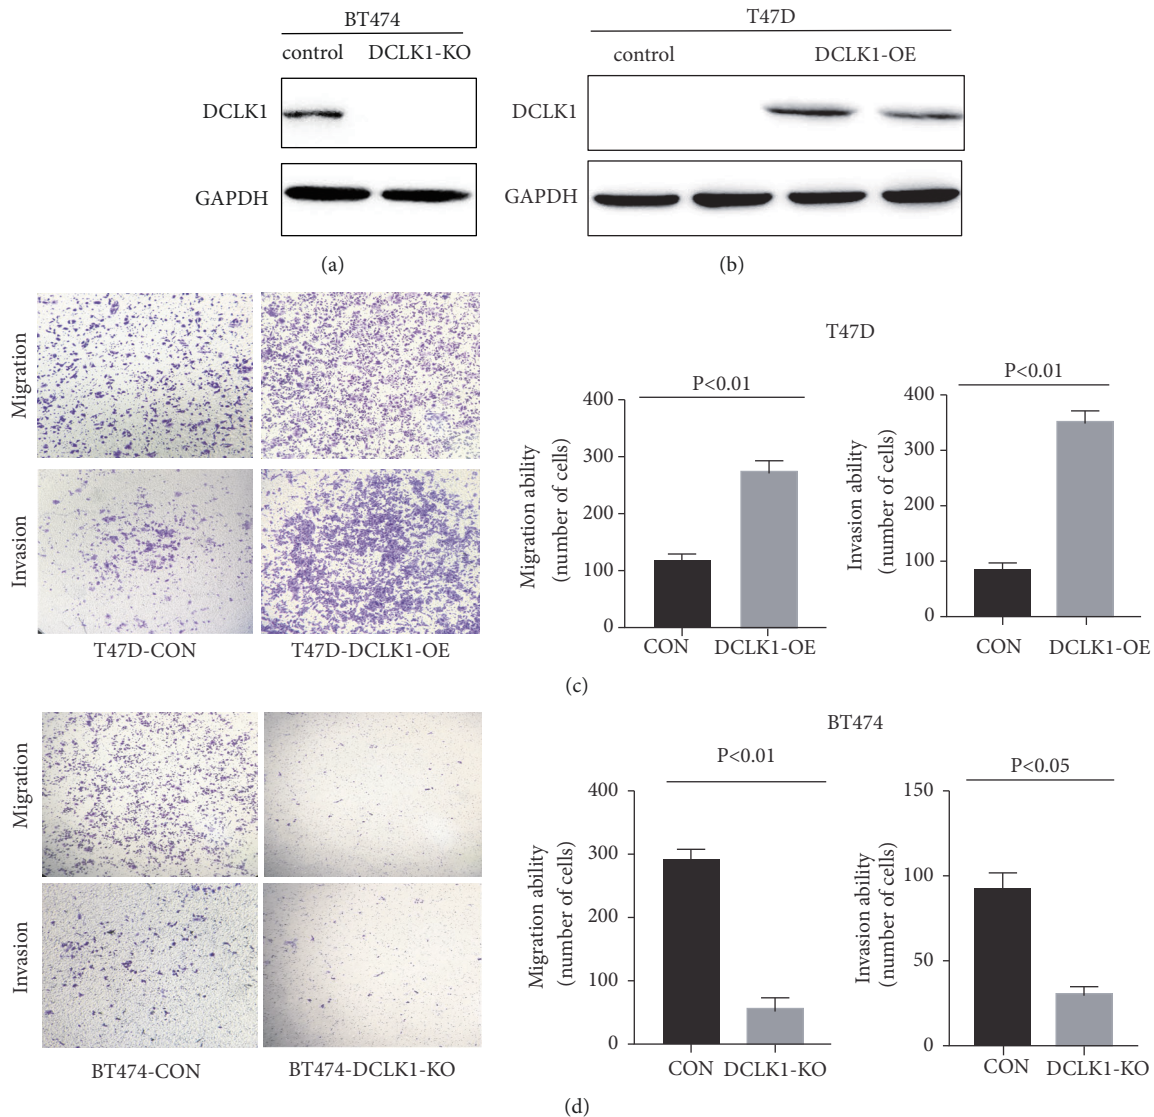 BT474
control DCLK1-KO
DCLK1
GAPDH
(a)
T47D
control DCLK1-OE
DCLK1
GAPDH
(b)
Migration
Invasion
T47D-CON T47D-DCLK1-OE
T47D
P<0.01
Migration ability
(number of cells)
400
300
200
100
0
CON DCLK1-OE
P<0.01
Invasion ability
(number of cells)
400
300
200
100
0
CON DCLK1-OE
(c)
Migration
Invasion
BT474-CON BT474-DCLK1-KO
BT474
P<0.01
Migration ability
(number of cells)
400
300
200
100
0
CON DCLK1-KO
P<0.05
Invasion ability
(number of cells)
150
100
50
0
CON DCLK1-KO
(d)